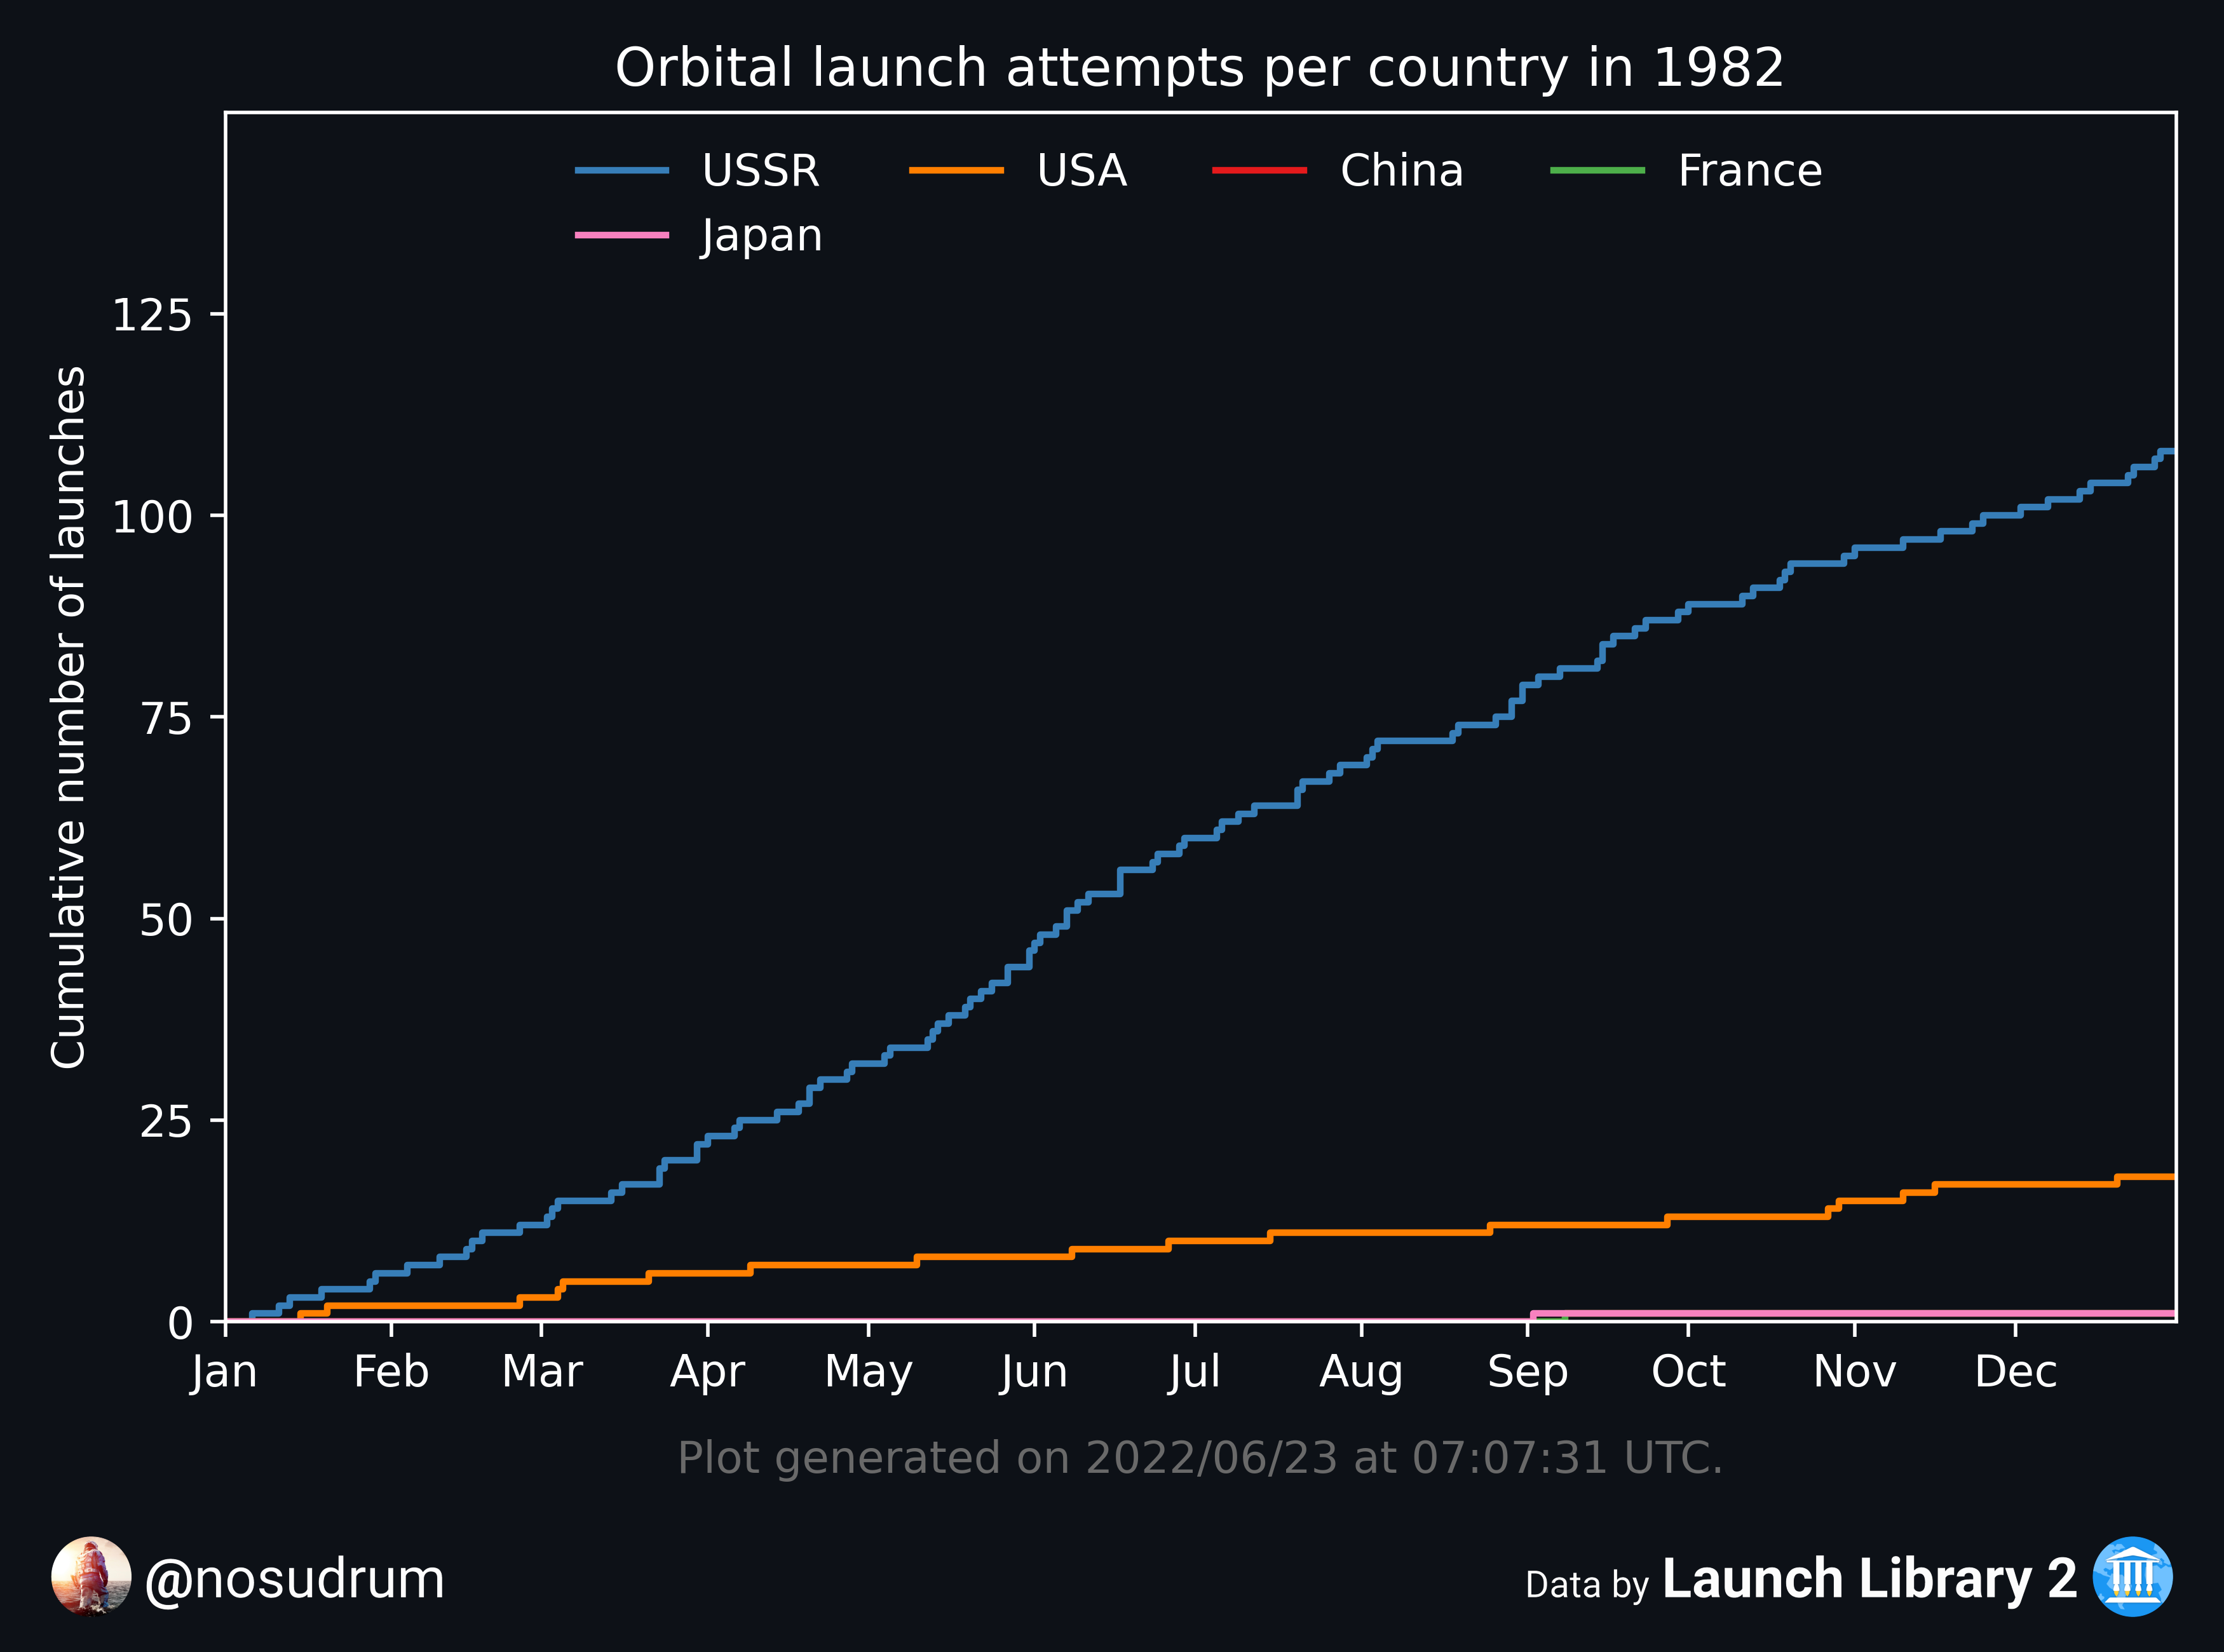 Orbital launch attempts per country in 1982
USSR USA China France
Japan
Cumulative number of launches
125
100
75
50
25
0
Jan Feb Mar Apr May Jun Jul Aug Sep Oct Nov Dec
Plot generated on 2022/06/23 at 07:07:31 UTC.
@nosudrum
Data by Launch Library 2